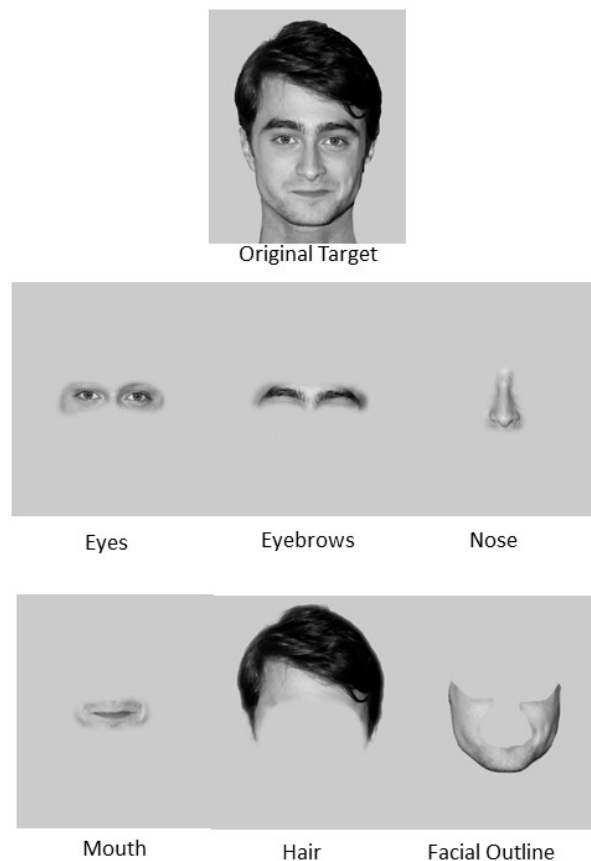 Original Target
Eyes
Eyebrows
Nose
Mouth
Hair
Facial Outline